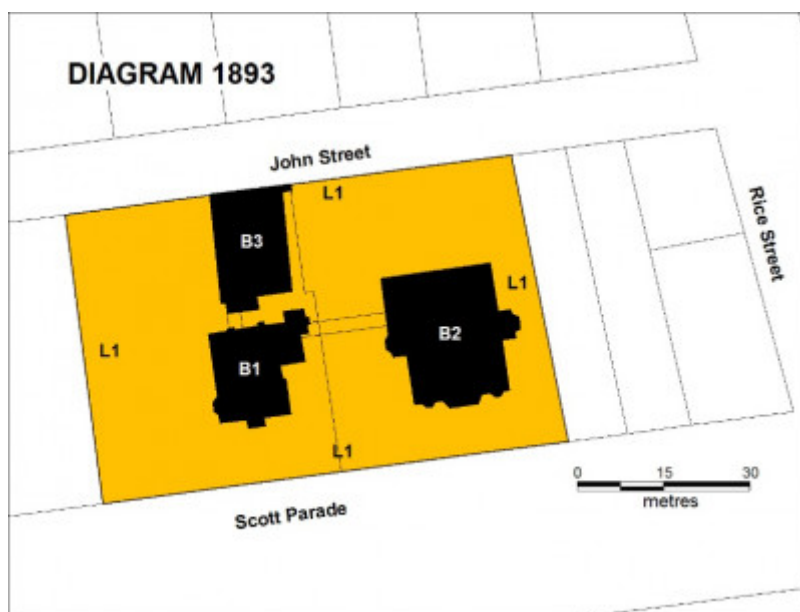 DIAGRAM 1893
John Street
L1
B3
Rice Street
L1
B2
L1
B1
L1
0 15 30
metres
Scott Parade